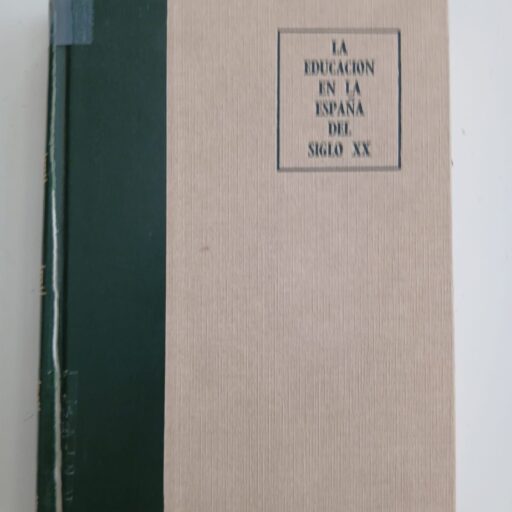 LA
EDUCACION
EN LA
ESPAÑA
DEL
SIGLO XX